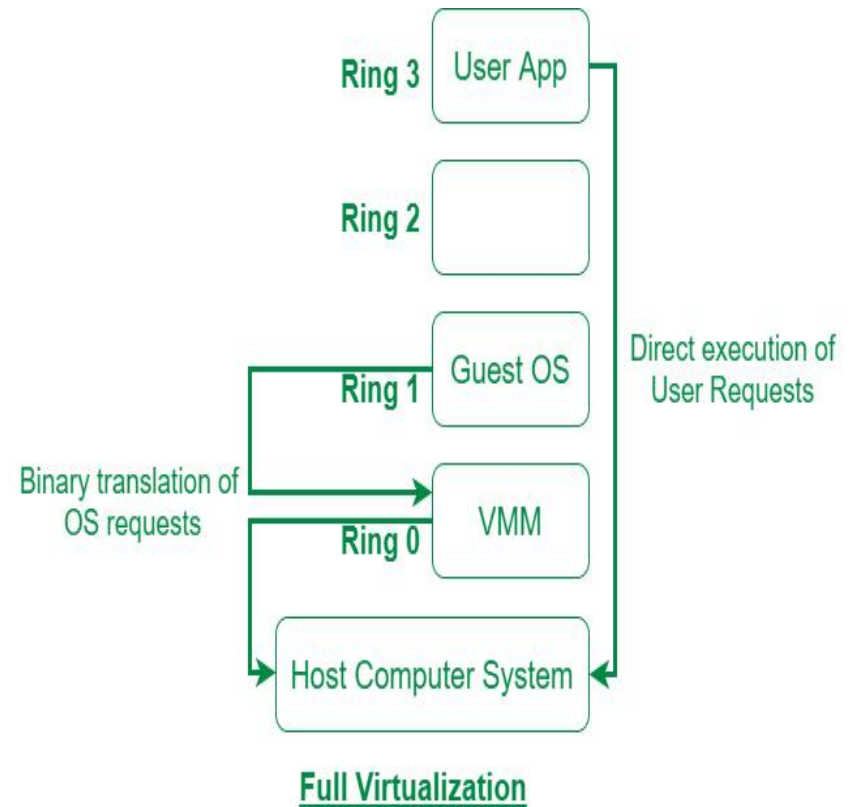 Ring 3
User App
Ring 2
Ring 1
Guest OS
Direct execution of
User Requests
Binary translation of
OS requests
Ring 0
VMM
Host Computer System
Full Virtualization